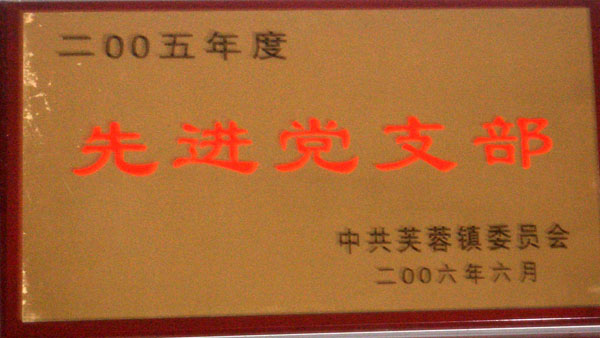 二00五年度
先进党支部
中共芙蓉镇委员会
二00六年六月